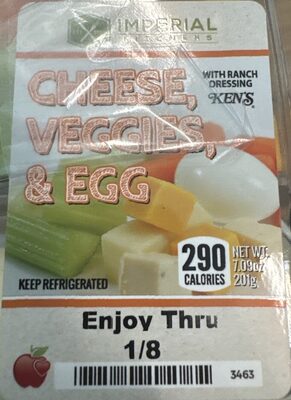 IMPERIAL
CHEESE,
VEGGIES,
& EGG
WITH RANCH
DRESSING
KEN'S
290
CALORIES
NET WT.
7.09oz
201g
KEEP REFRIGERATED
Enjoy Thru
1/8
3463